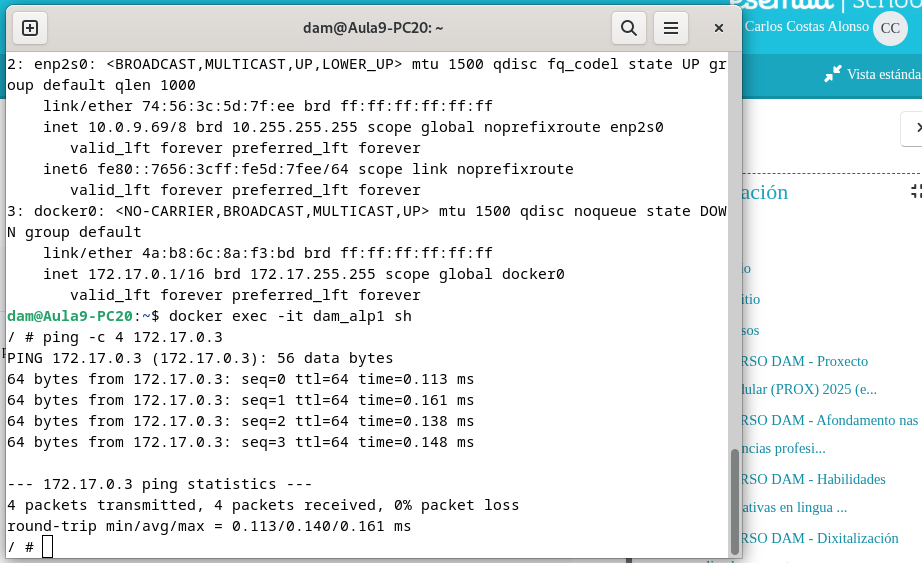 dam@Aula9-PC20: ~
2: enp2s0: <BROADCAST,MULTICAST,UP,LOWER_UP> mtu 1500 qdisc fq_codel state UP gr
oup default qlen 1000
    link/ether 74:56:3c:5d:7f:ee brd ff:ff:ff:ff:ff:ff
    inet 10.0.9.69/8 brd 10.255.255.255 scope global noprefixroute enp2s0
       valid_lft forever preferred_lft forever
    inet6 fe80::7656:3cff:fe5d:7fee/64 scope link noprefixroute
       valid_lft forever preferred_lft forever
3: docker0: <NO-CARRIER,BROADCAST,MULTICAST,UP> mtu 1500 qdisc noqueue state DOW
N group default
    link/ether 4a:b8:6c:8a:f3:bd brd ff:ff:ff:ff:ff:ff
    inet 172.17.0.1/16 brd 172.17.255.255 scope global docker0
       valid_lft forever preferred_lft forever
dam@Aula9-PC20:~$ docker exec -it dam_alp1 sh
/ # ping -c 4 172.17.0.3
PING 172.17.0.3 (172.17.0.3): 56 data bytes
64 bytes from 172.17.0.3: seq=0 ttl=64 time=0.113 ms
64 bytes from 172.17.0.3: seq=1 ttl=64 time=0.161 ms
64 bytes from 172.17.0.3: seq=2 ttl=64 time=0.138 ms
64 bytes from 172.17.0.3: seq=3 ttl=64 time=0.148 ms

--- 172.17.0.3 ping statistics ---
4 packets transmitted, 4 packets received, 0% packet loss
round-trip min/avg/max = 0.113/0.140/0.161 ms
/ #
Carlos Costas Alonso CC
Vista estánda
ación
io
itio
sos
RSO DAM - Proxecto
dular (PROX) 2025 (e...
RSO DAM - Afondamento nas
ncias profesi...
RSO DAM - Habilidades
ativas en lingua ...
RSO DAM - Dixitalización